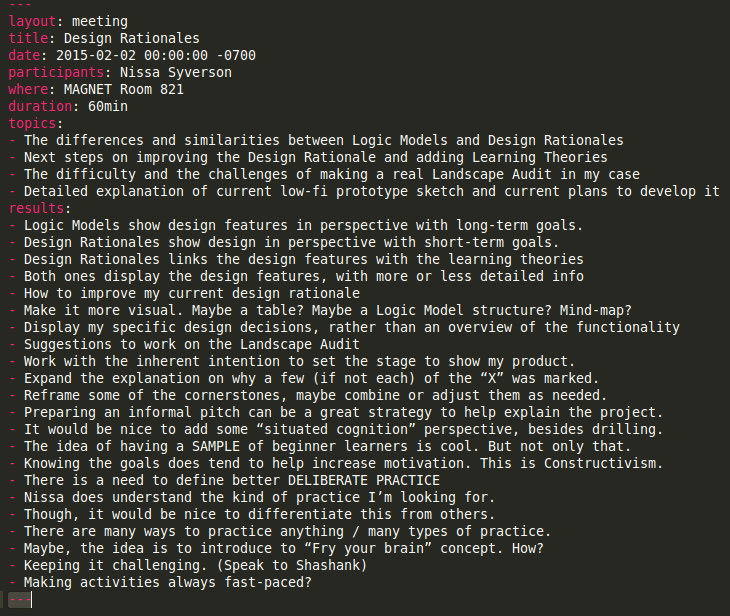 ---
layout: meeting
title: Design Rationales
date: 2015-02-02 00:00:00 -0700
participants: Nissa Syverson
where: MAGNET Room 821
duration: 60min
topics:
- The differences and similarities between Logic Models and Design Rationales
- Next steps on improving the Design Rationale and adding Learning Theories
- The difficulty and the challenges of making a real Landscape Audit in my case
- Detailed explanation of current low-fi prototype sketch and current plans to develop it
results:
- Logic Models show design features in perspective with long-term goals.
- Design Rationales show design in perspective with short-term goals.
- Design Rationales links the design features with the learning theories
- Both ones display the design features, with more or less detailed info
- How to improve my current design rationale
- Make it more visual. Maybe a table? Maybe a Logic Model structure? Mind-map?
- Display my specific design decisions, rather than an overview of the functionality
- Suggestions to work on the Landscape Audit
- Work with the inherent intention to set the stage to show my product.
- Expand the explanation on why a few (if not each) of the “X” was marked.
- Reframe some of the cornerstones, maybe combine or adjust them as needed.
- Preparing an informal pitch can be a great strategy to help explain the project.
- It would be nice to add some “situated cognition” perspective, besides drilling.
- The idea of having a SAMPLE of beginner learners is cool. But not only that.
- Knowing the goals does tend to help increase motivation. This is Constructivism.
- There is a need to define better DELIBERATE PRACTICE
- Nissa does understand the kind of practice I’m looking for.
- Though, it would be nice to differentiate this from others.
- There are many ways to practice anything / many types of practice.
- Maybe, the idea is to introduce to “Fry your brain” concept. How?
- Keeping it challenging. (Speak to Shashank)
- Making activities always fast-paced?
---